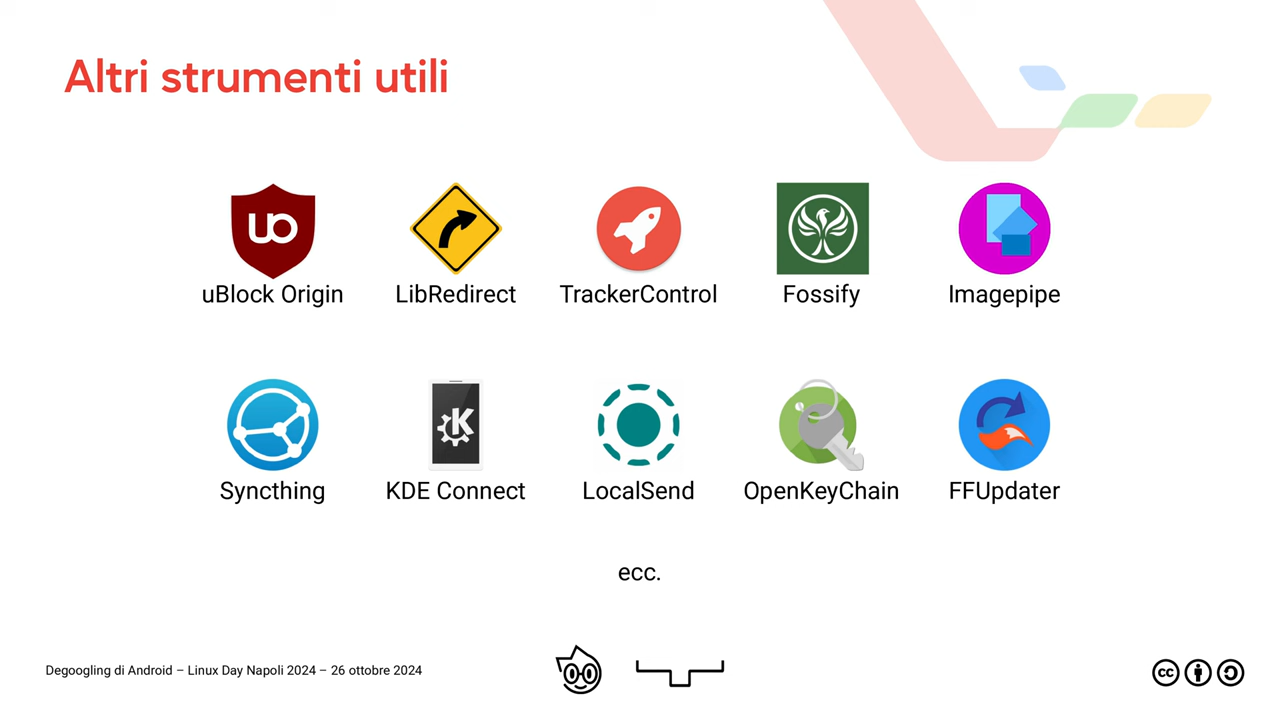 Altri strumenti utili
uBlock Origin LibRedirect TrackerControl Fossify Imagepipe
Syncthing KDE Connect LocalSend OpenKeyChain FFUpdater
ecc.
Degoogling di Android – Linux Day Napoli 2024 – 26 ottobre 2024